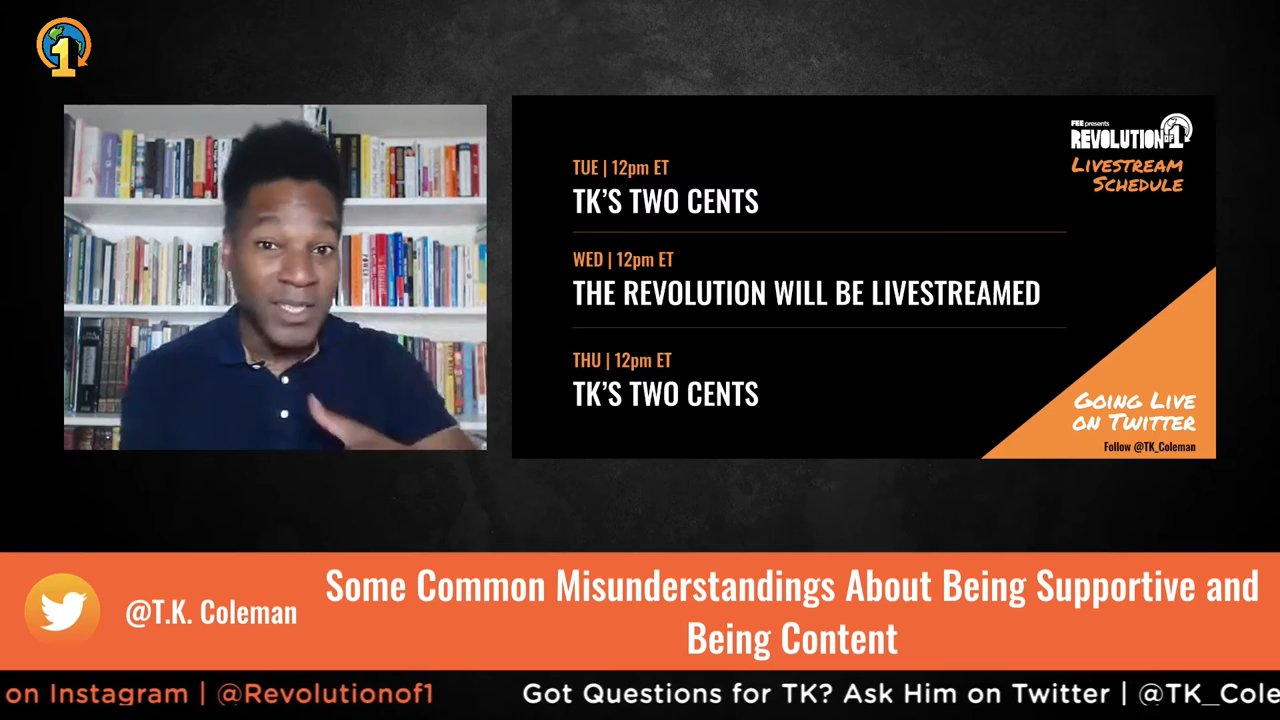 1
FEE presents
REVOLUTION OF 1
LIVESTREAM
SCHEDULE
TUE | 12pm ET
TK'S TWO CENTS
WED | 12pm ET
THE REVOLUTION WILL BE LIVESTREAMED
THU | 12pm ET
TK'S TWO CENTS
GOING LIVE
ON TWITTER
Follow @TK_Coleman
@T.K. Coleman
Some Common Misunderstandings About Being Supportive and
Being Content
on Instagram | @Revolutionof1
Got Questions for TK? Ask Him on Twitter | @TK_Cole